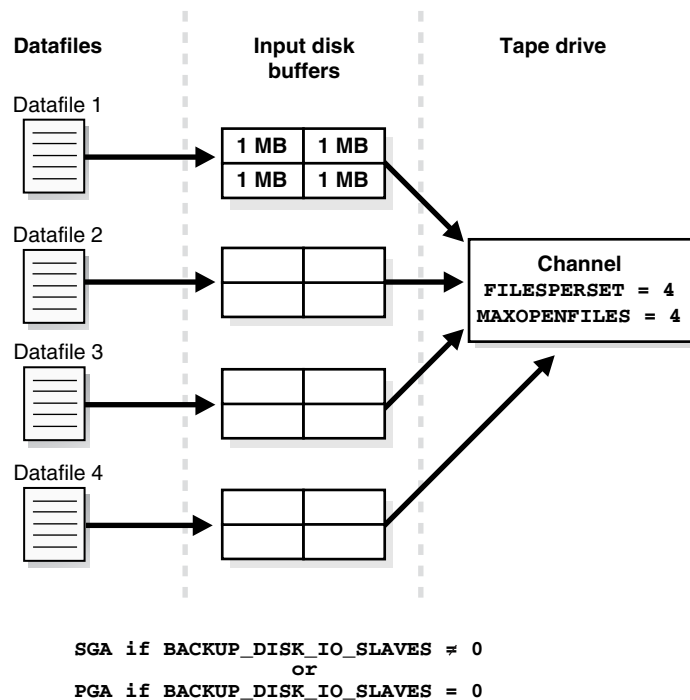 Datafiles
Input disk
buffers
Tape drive
Datafile 1
1 MB 1 MB
1 MB 1 MB
Datafile 2
Channel
FILESPERSET = 4
MAXOPENFILES = 4
Datafile 3
Datafile 4
SGA if BACKUP_DISK_IO_SLAVES ≠ 0
or
PGA if BACKUP_DISK_IO_SLAVES = 0